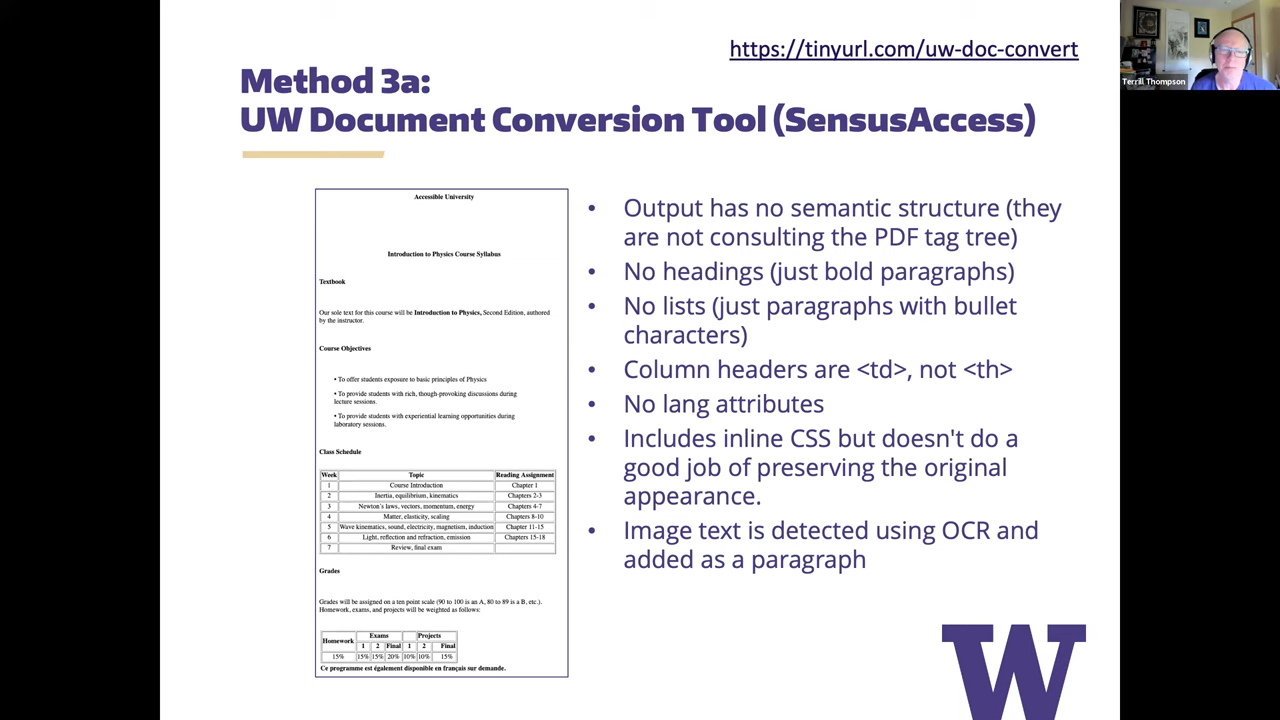 https://tinyurl.com/uw-doc-convert
Terrill Thompson
Method 3a:
UW Document Conversion Tool (SensusAccess)
Accessible University
Introduction to Physics Course Syllabus
Textbook
Our sole text for this course will be Introduction to Physics, Second Edition, authored
by the instructor.
Course Objectives
• To offer students exposure to basic principles of Physics
• To provide students with rich, though-provoking discussions during
lecture sessions.
• To provide students with experiential learning opportunities during
laboratory sessions.
Class Schedule
Week Topic Reading Assignment
1 Course Introduction Chapter 1
2 Inertia, equilibrium, kinematics Chapters 2-3
3 Newton's laws, vectors, momentum, energy Chapters 4-7
4 Matter, elasticity, scaling Chapters 8-10
5 Wave kinematics, sound, electricity, magnetism, induction Chapter 11-15
6 Light, reflection and refraction, emission Chapters 15-18
7 Review, final exam
Grades
Grades will be assigned on a ten point scale (90 to 100 is an A, 80 to 89 is a B, etc.).
Homework, exams, and projects will be weighted as follows:
Homework Exams Projects
1 2 Final 1 2 Final
15% 15% 15% 20% 10% 10% 15%
Ce programme est également disponible en français sur demande.
• Output has no semantic structure (they
are not consulting the PDF tag tree)
• No headings (just bold paragraphs)
• No lists (just paragraphs with bullet
characters)
• Column headers are <td>, not <th>
• No lang attributes
• Includes inline CSS but doesn't do a
good job of preserving the original
appearance.
• Image text is detected using OCR and
added as a paragraph
W